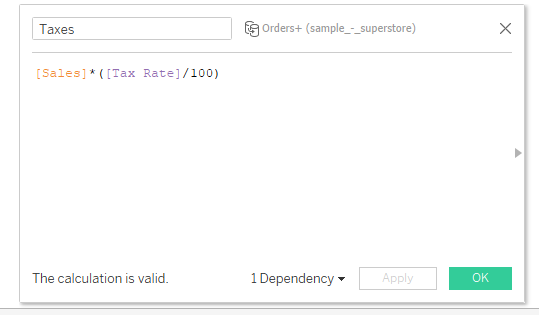 Taxes
Orders+ (sample_-_superstore)
[Sales]*([Tax Rate]/100)
The calculation is valid.
1 Dependency
Apply
OK